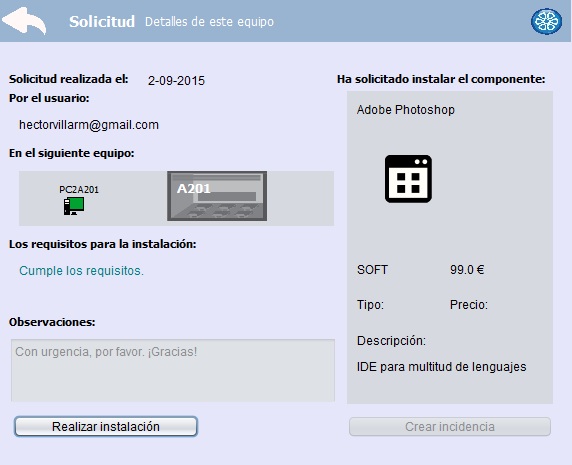 Solicitud Detalles de este equipo
Solicitud realizada el: 2-09-2015
Por el usuario:
hectorvillarm@gmail.com
En el siguiente equipo:
PC2A201
A201
Los requisitos para la instalación:
Cumple los requisitos.
Observaciones:
Con urgencia, por favor. ¡Gracias!
Realizar instalación
Ha solicitado instalar el componente:
Adobe Photoshop
SOFT 99.0 €
Tipo: Precio:
Descripción:
IDE para multitud de lenguajes
Crear incidencia